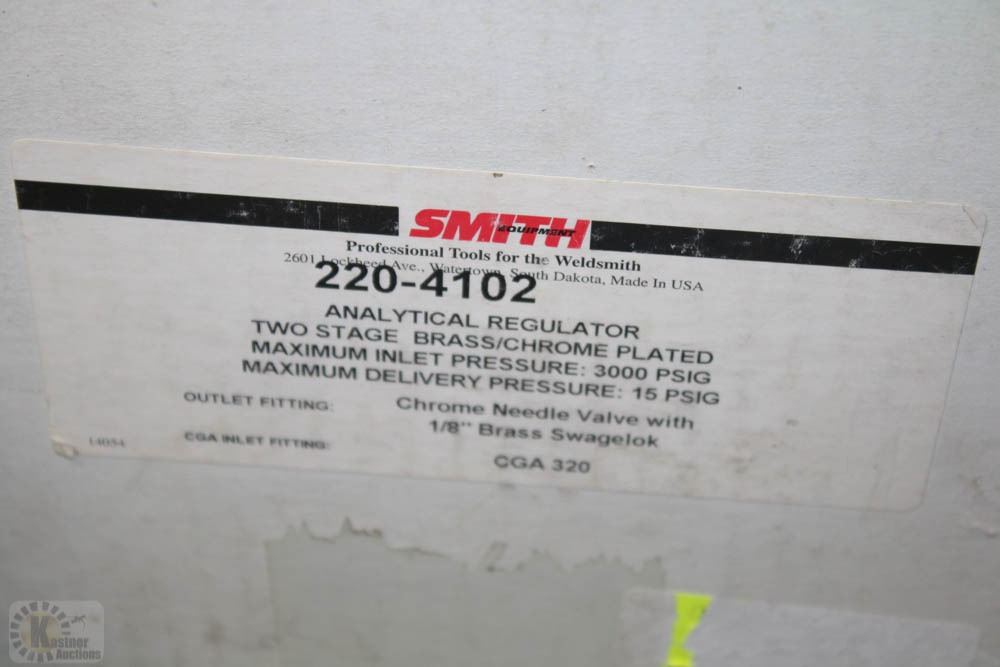 SMITH
EQUIPMENT
Professional Tools for the Weldsmith
2601 Lockheed Ave., Watertown, South Dakota, Made In USA
220-4102
ANALYTICAL REGULATOR
TWO STAGE BRASS/CHROME PLATED
MAXIMUM INLET PRESSURE: 3000 PSIG
MAXIMUM DELIVERY PRESSURE: 15 PSIG
OUTLET FITTING: Chrome Needle Valve with
1/8" Brass Swagelok
14054 CGA INLET FITTING: CGA 320
Kastner
Auctions